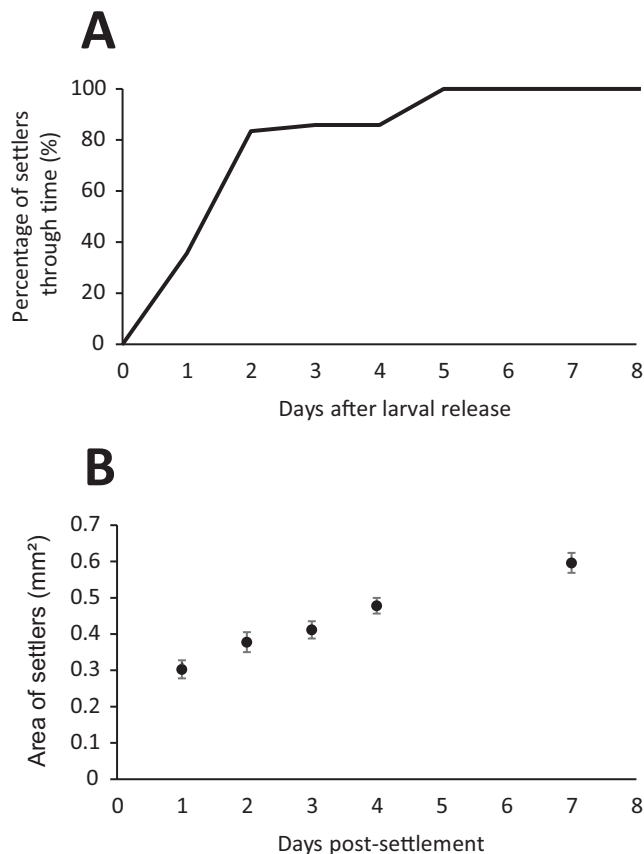 A
Percentage of settlers
through time (%)
100
80
60
40
20
0
0 1 2 3 4 5 6 7 8
Days after larval release
B
Area of settlers (mm²)
0.7
0.6
0.5
0.4
0.3
0.2
0.1
0
0 1 2 3 4 5 6 7 8
Days post-settlement